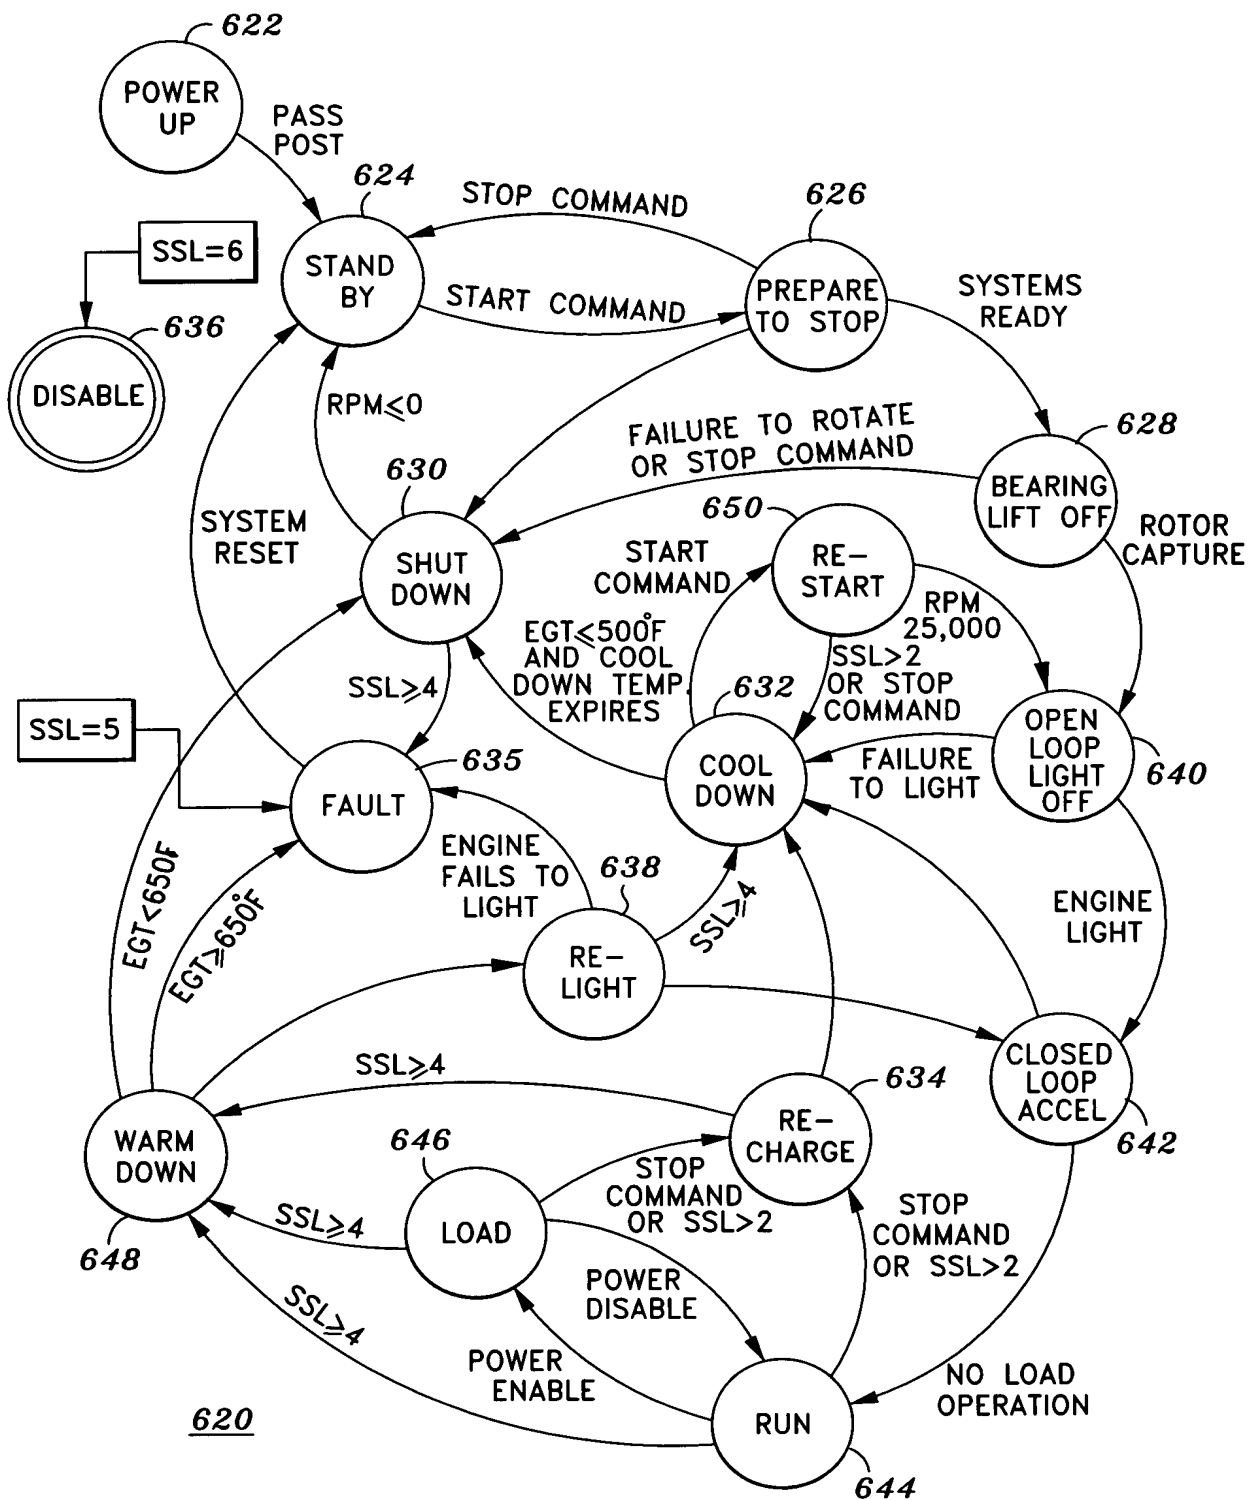 622
POWER
UP
PASS
POST
624
STOP COMMAND
626
SSL=6
STAND
BY
START COMMAND
PREPARE
TO STOP
SYSTEMS
READY
636
DISABLE
RPM≤0
FAILURE TO ROTATE
OR STOP COMMAND
628
630
650
BEARING
LIFT OFF
SYSTEM
RESET
SHUT
DOWN
START
COMMAND
RE-
START
ROTOR
CAPTURE
RPM
25,000
EGT≤500°F
AND COOL
DOWN TEMP.
EXPIRES
SSL>2
OR STOP
COMMAND
SSL≥4
632
SSL=5
635
COOL
DOWN
FAILURE
TO LIGHT
OPEN
LOOP
LIGHT
OFF
640
FAULT
ENGINE
FAILS TO
LIGHT
638
SSL≥4
ENGINE
LIGHT
EGT<650F
EGT≥650°F
RE-
LIGHT
SSL≥4
634
CLOSED
LOOP
ACCEL
642
WARM
DOWN
648
646
RE-
CHARGE
STOP
COMMAND
OR SSL>2
LOAD
SSL≥4
STOP
COMMAND
OR SSL>2
POWER
DISABLE
SSL≥4
POWER
ENABLE
NO LOAD
OPERATION
RUN
620
644